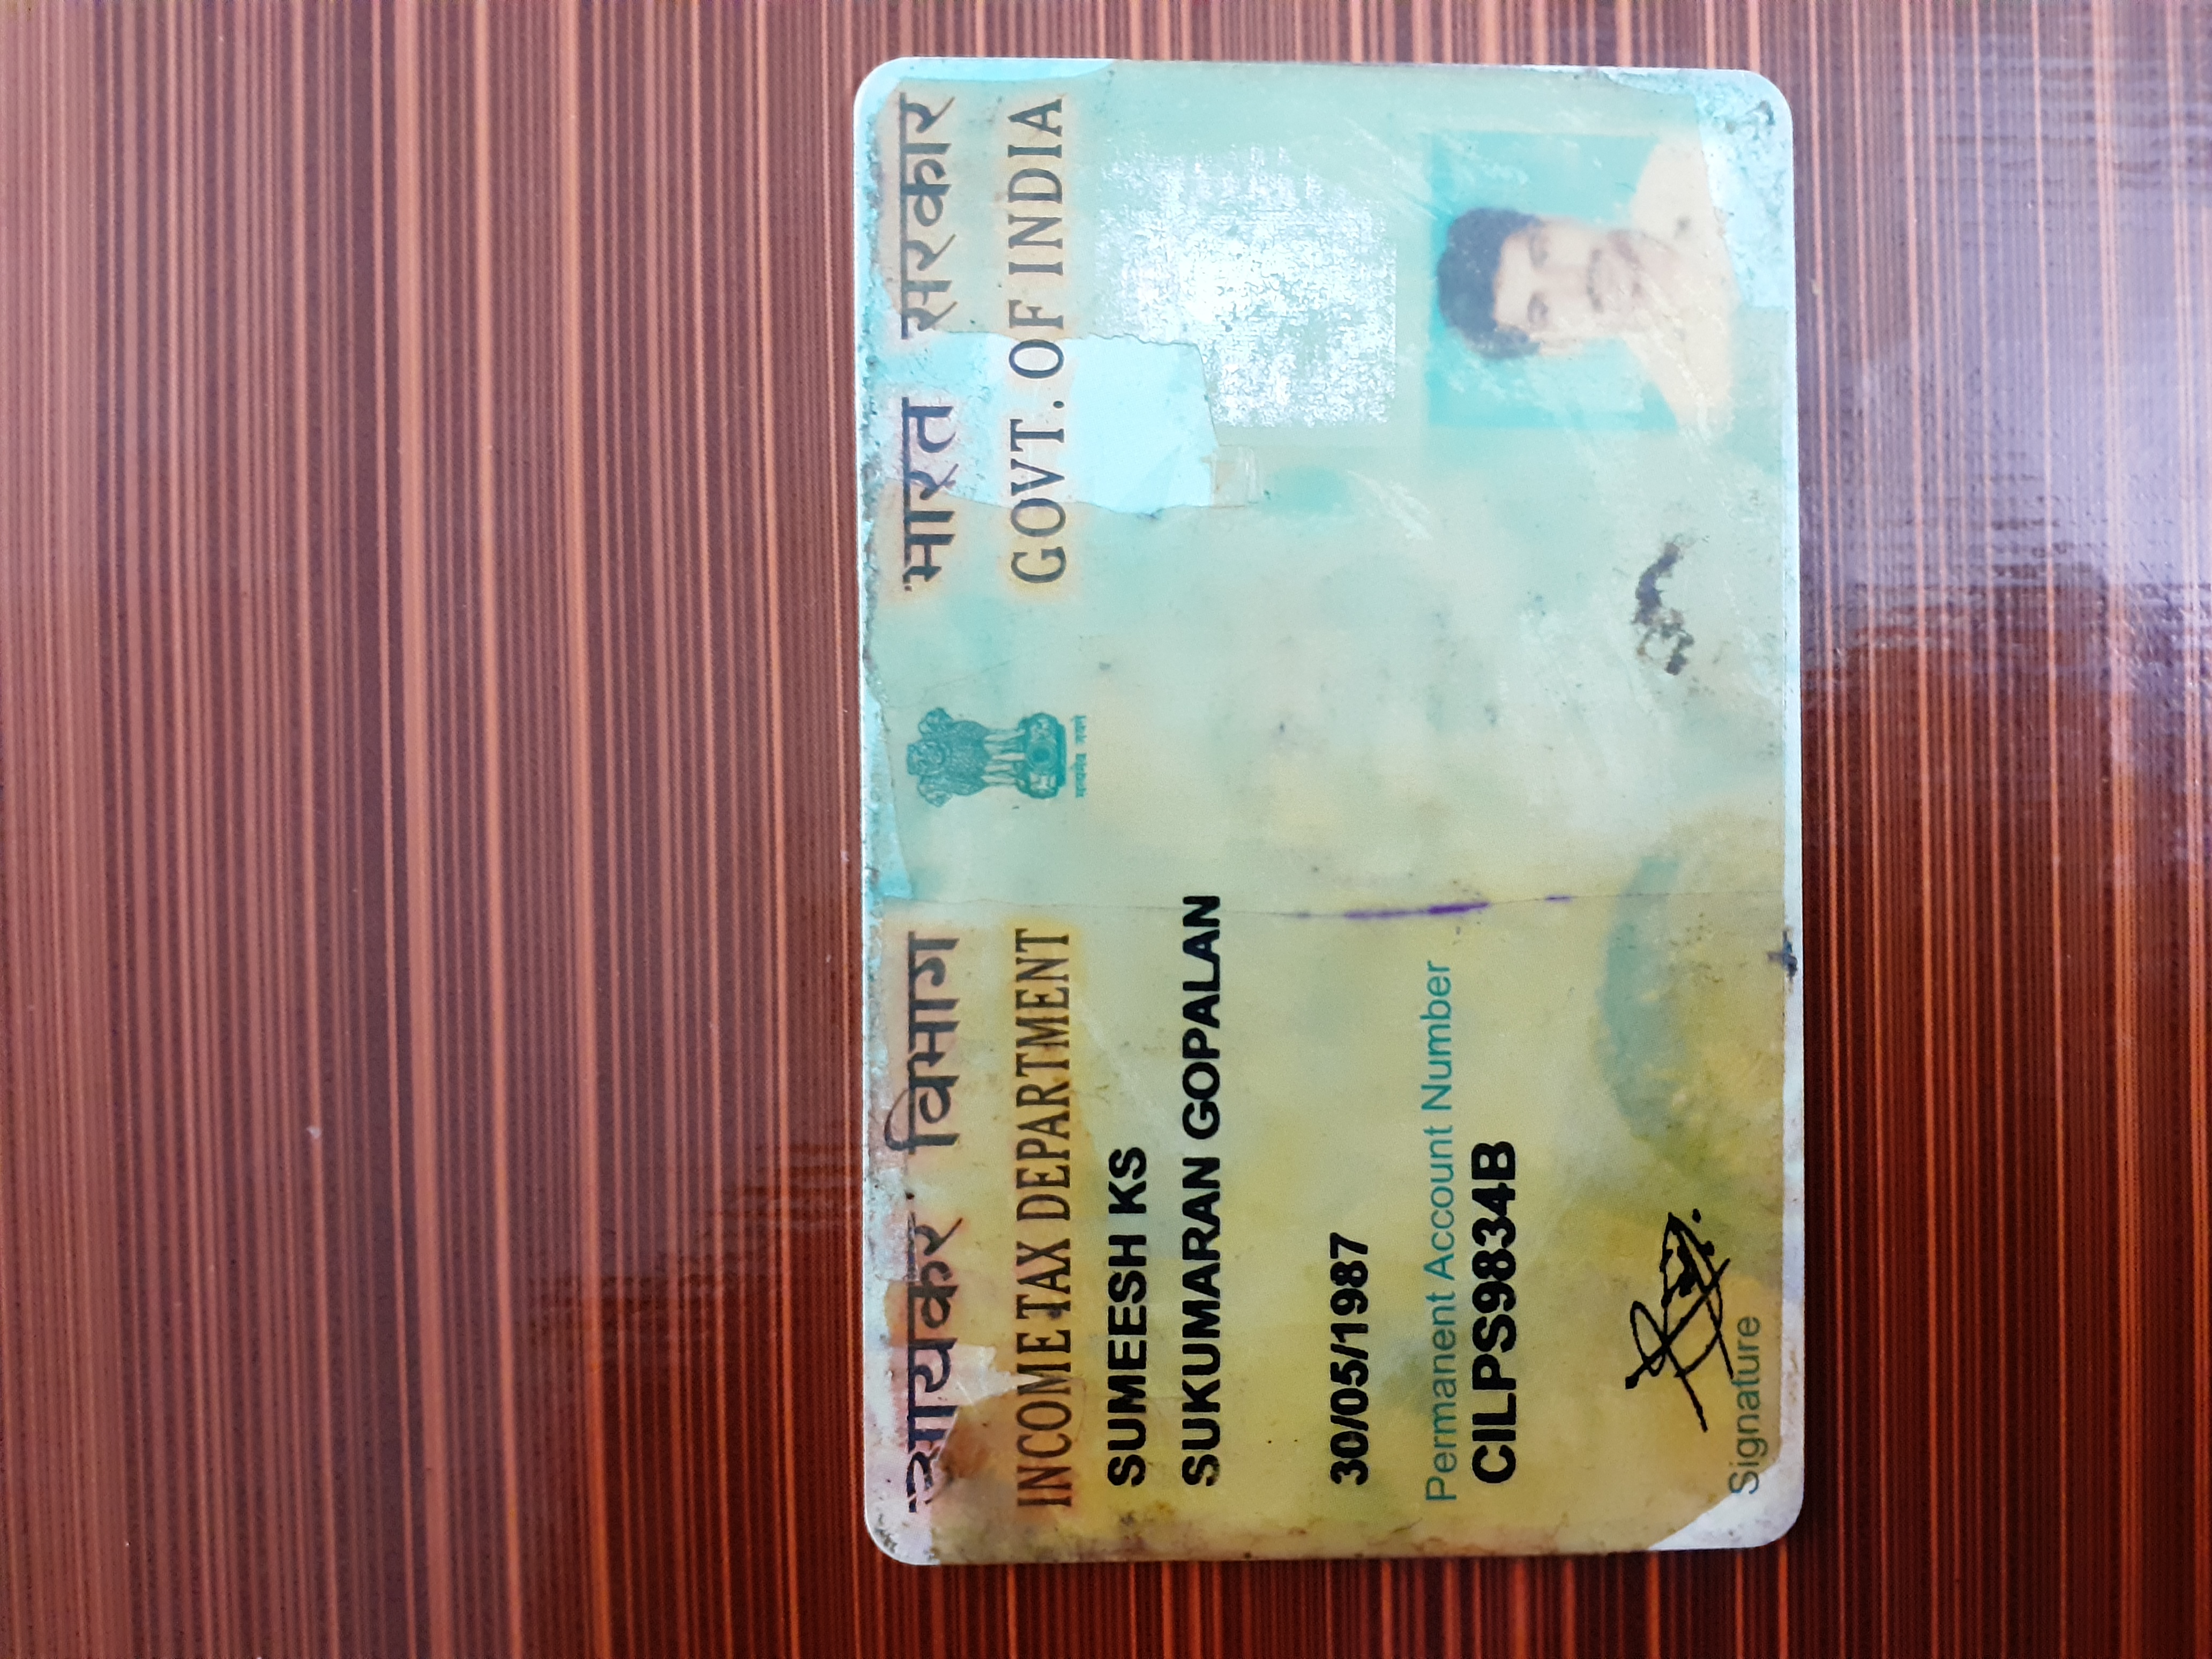 आयकर विभाग
भारत सरकार
INCOME TAX DEPARTMENT
GOVT. OF INDIA
सत्यमेव जयते
SUMEESH KS
SUKUMARAN GOPALAN
30/05/1987
Permanent Account Number
CILPS9834B
Signature